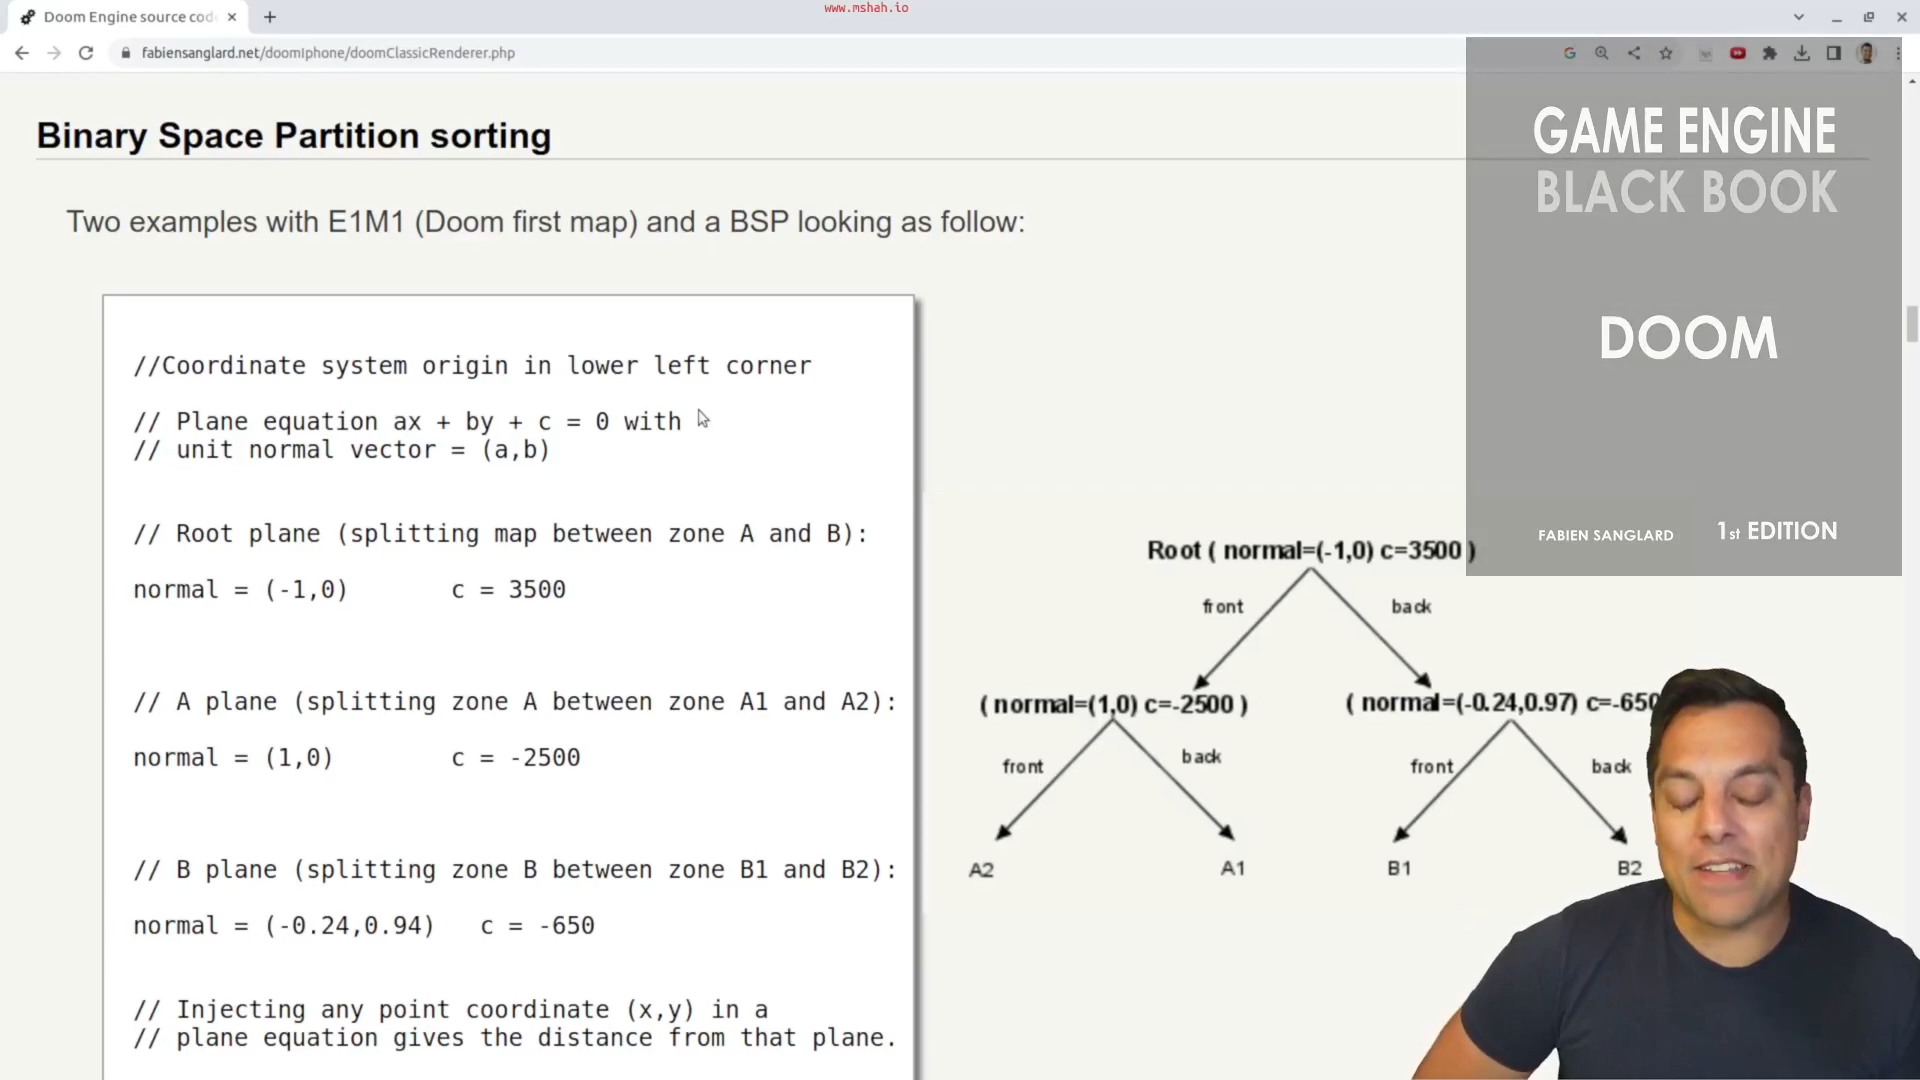 www.mshah.io
Doom Engine source cod
fabiensanglard.net/doomIphone/doomClassicRenderer.php
Binary Space Partition sorting
Two examples with E1M1 (Doom first map) and a BSP looking as follow:
//Coordinate system origin in lower left corner
// Plane equation ax + by + c = 0 with
// unit normal vector = (a,b)
// Root plane (splitting map between zone A and B):
normal = (-1,0) c = 3500
// A plane (splitting zone A between zone A1 and A2):
normal = (1,0) c = -2500
// B plane (splitting zone B between zone B1 and B2):
normal = (-0.24,0.94) c = -650
// Injecting any point coordinate (x,y) in a
// plane equation gives the distance from that plane.
Root ( normal=(-1,0) c=3500 )
front back
( normal=(1,0) c=-2500 ) ( normal=(-0.24,0.97) c=-650
front back front back
A2 A1 B1 B2
GAME ENGINE
BLACK BOOK
DOOM
FABIEN SANGLARD 1st EDITION